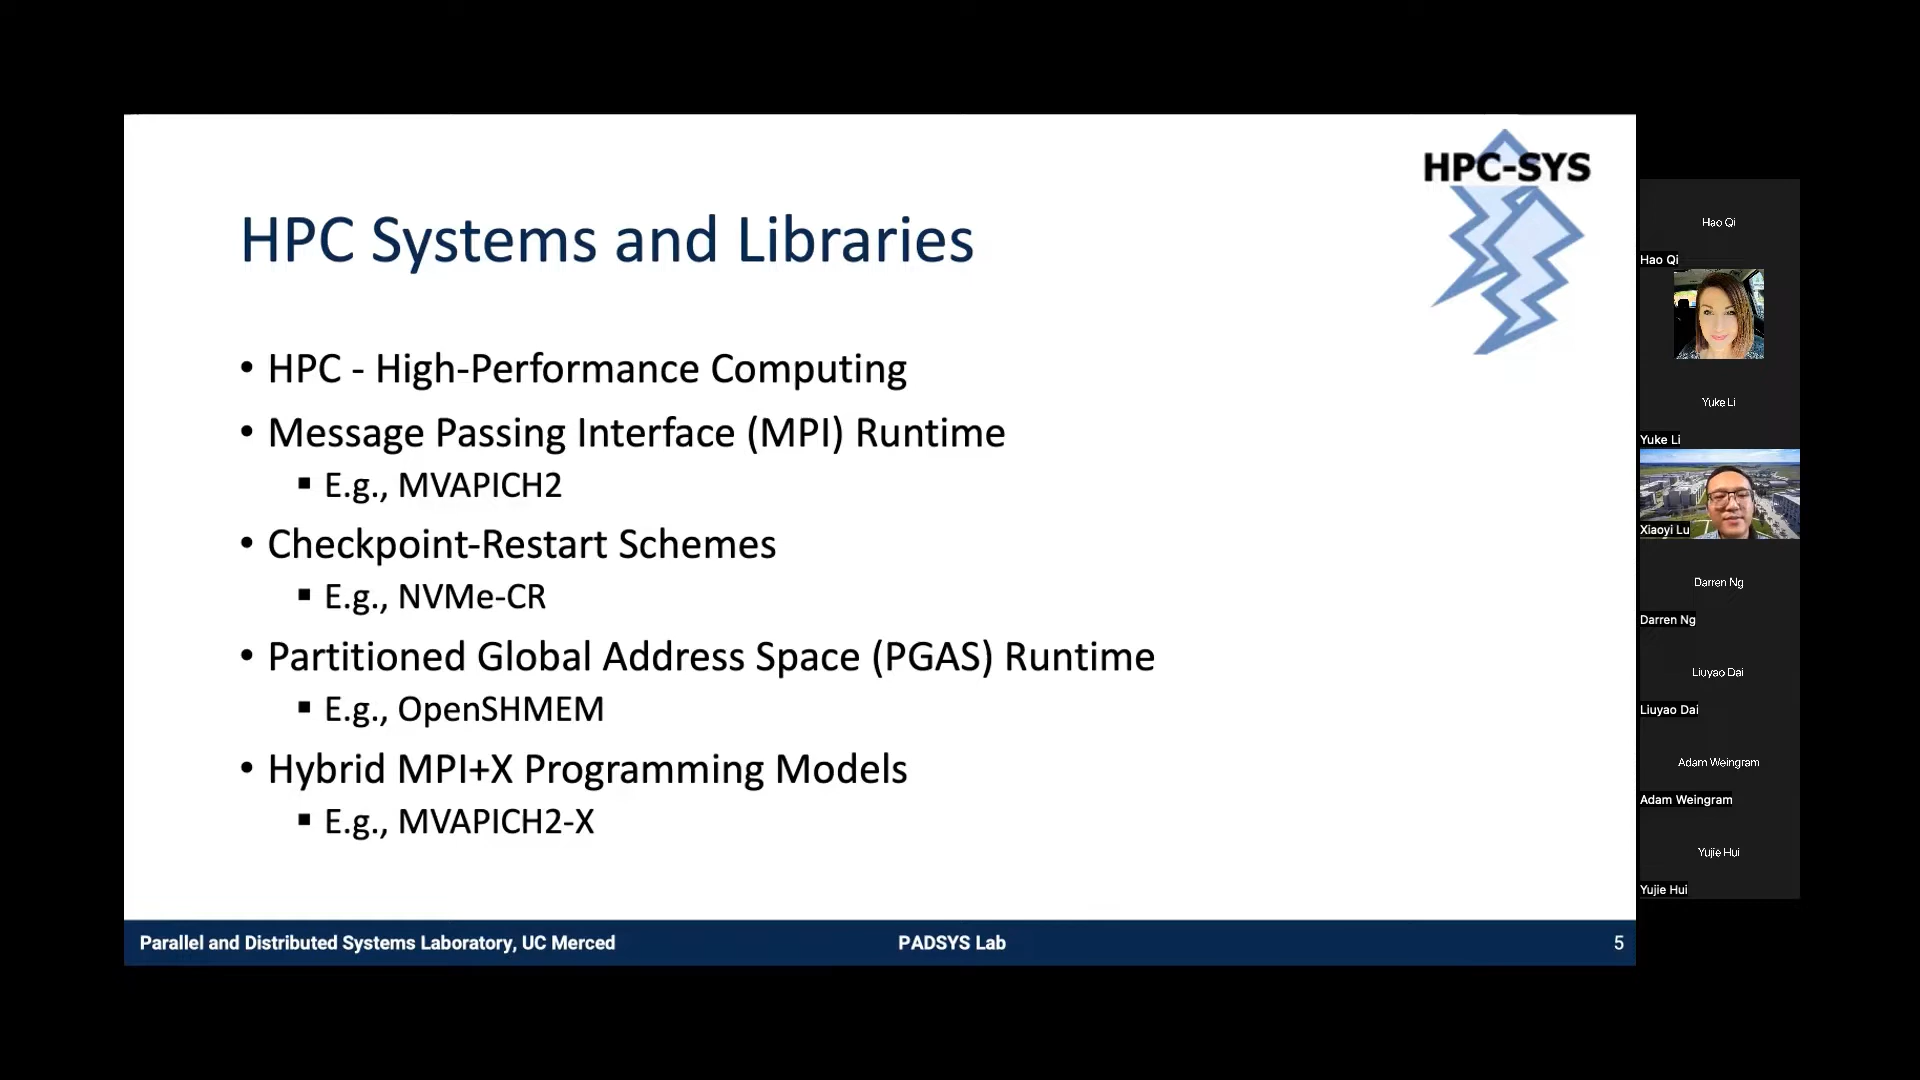 HPC-SYS
HPC Systems and Libraries
• HPC - High-Performance Computing
• Message Passing Interface (MPI) Runtime
▪ E.g., MVAPICH2
• Checkpoint-Restart Schemes
▪ E.g., NVMe-CR
• Partitioned Global Address Space (PGAS) Runtime
▪ E.g., OpenSHMEM
• Hybrid MPI+X Programming Models
▪ E.g., MVAPICH2-X
Parallel and Distributed Systems Laboratory, UC Merced
PADSYS Lab
5
Hao Qi
Hao Qi
Yuke Li
Yuke Li
Xiaoyi Lu
Darren Ng
Darren Ng
Liuyao Dai
Liuyao Dai
Adam Weingram
Adam Weingram
Yujie Hui
Yujie Hui